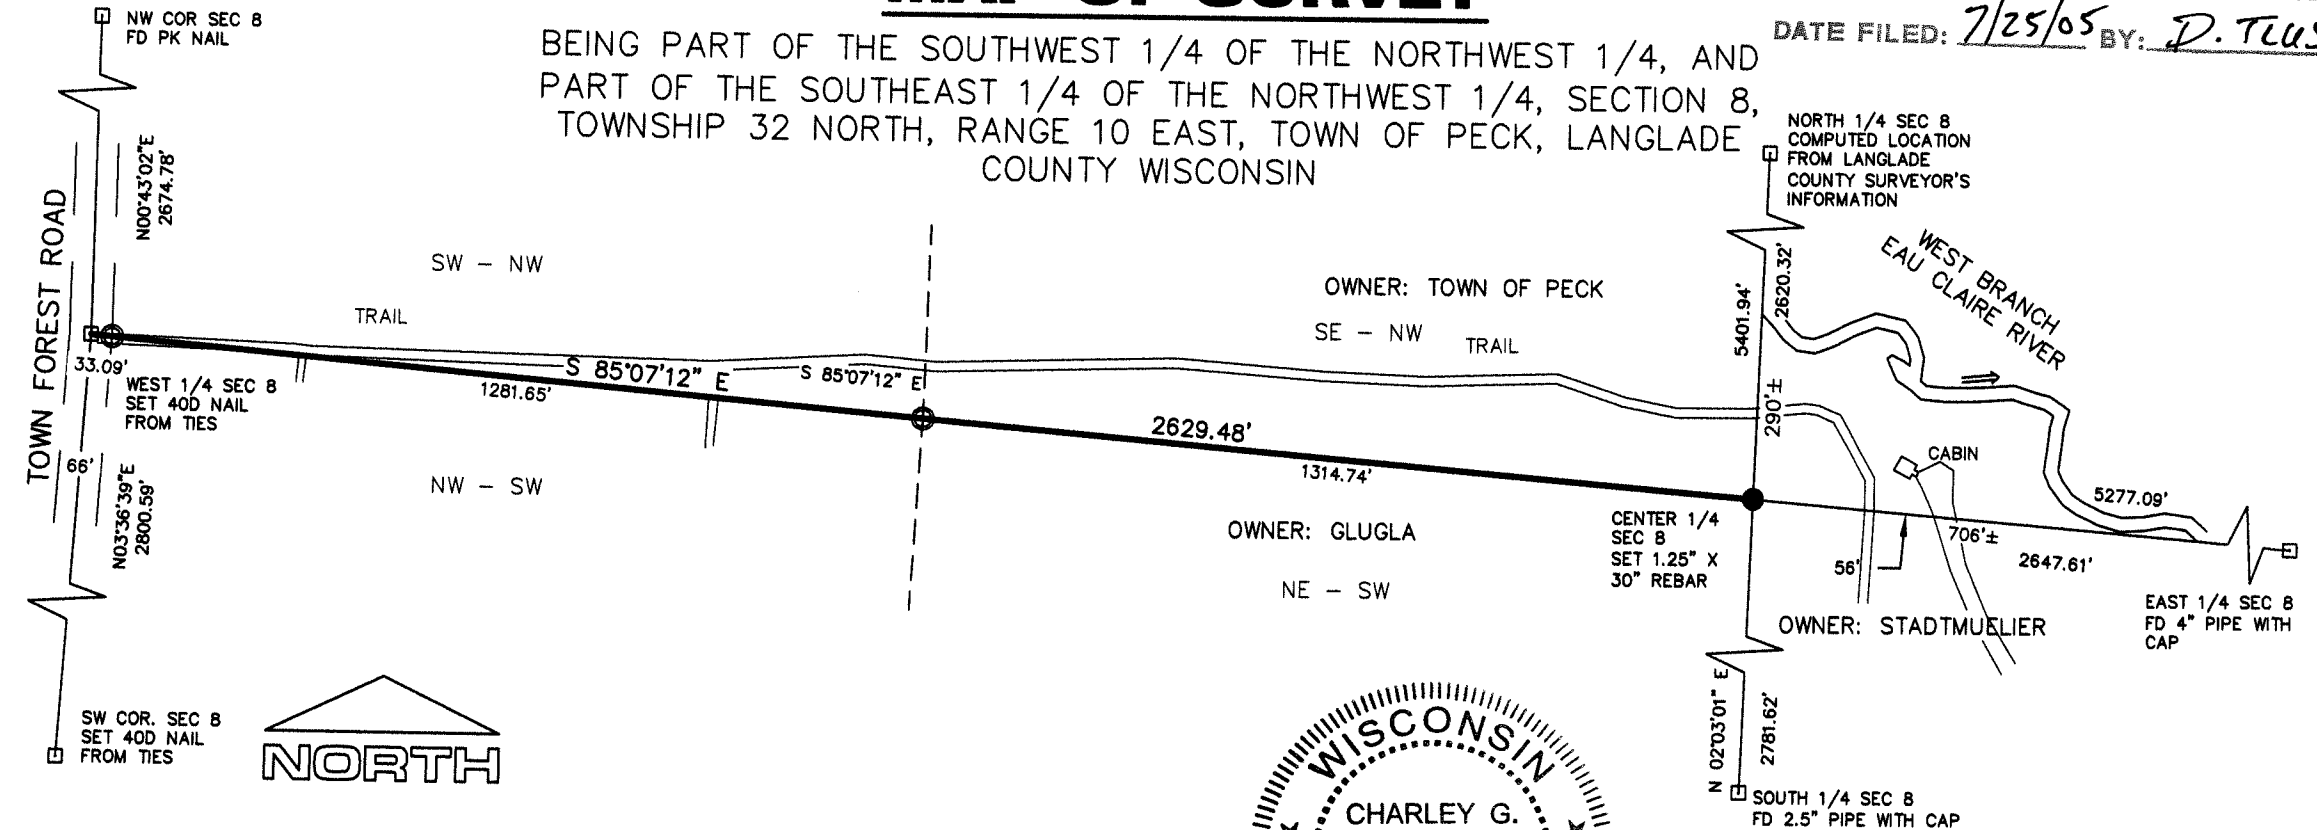 MAP OF SURVEY
DATE FILED: 7/25/05 BY: D.
BEING PART OF THE SOUTHWEST 1/4 OF THE NORTHWEST 1/4, AND
PART OF THE SOUTHEAST 1/4 OF THE NORTHWEST 1/4, SECTION 8,
TOWNSHIP 32 NORTH, RANGE 10 EAST, TOWN OF PECK, LANGLADE
COUNTY WISCONSIN
NW COR SEC 8
FD PK NAIL
N00°43'02"E
2674.78'
TOWN FOREST ROAD
SW - NW
TRAIL
33.09'
WEST 1/4 SEC 8
SET 40D NAIL
FROM TIES
66'
N03°36'39"E
2800.59'
S 85°07'12" E
1281.65'
S 85°07'12" E
NW - SW
SW COR. SEC 8
SET 40D NAIL
FROM TIES
NORTH
OWNER: TOWN OF PECK
SE - NW
TRAIL
2629.48'
1314.74'
OWNER: GLUGLA
NE - SW
NORTH 1/4 SEC 8
COMPUTED LOCATION
FROM LANGLADE
COUNTY SURVEYOR'S
INFORMATION
5401.94'
2620.32'
290'±
WEST BRANCH
EAU CLAIRE RIVER
CABIN
CENTER 1/4
SEC 8
SET 1.25" X
30" REBAR
56'
706'±
5277.09'
2647.61'
EAST 1/4 SEC 8
FD 4" PIPE WITH
CAP
OWNER: STADTMUELIER
N 02°03'01" E
2781.62'
SOUTH 1/4 SEC 8
FD 2.5" PIPE WITH CAP
WISCONSIN
CHARLEY G.